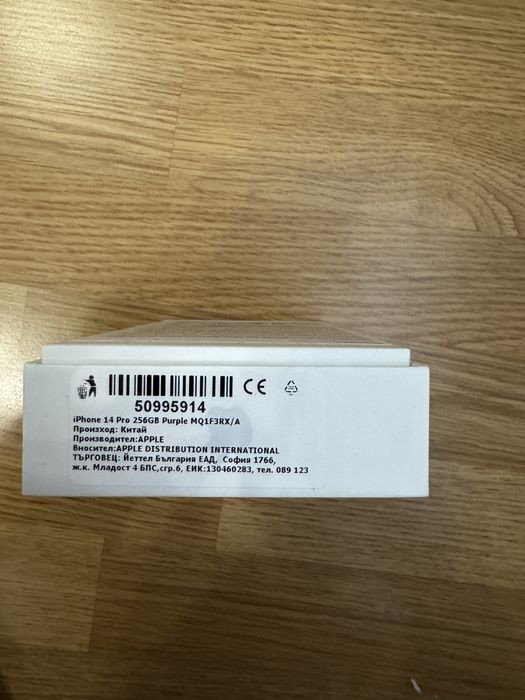 50995914
iPhone 14 Pro 256GB Purple MQ1F3RX/A
Произход: Китай
Производител:APPLE
Вносител:APPLE DISTRIBUTION INTERNATIONAL
ТЪРГОВЕЦ: Йеттел България ЕАД, София 1766,
ж.к. Младост 4 БПС,сгр.6, ЕИК:130460283, тел. 089 123